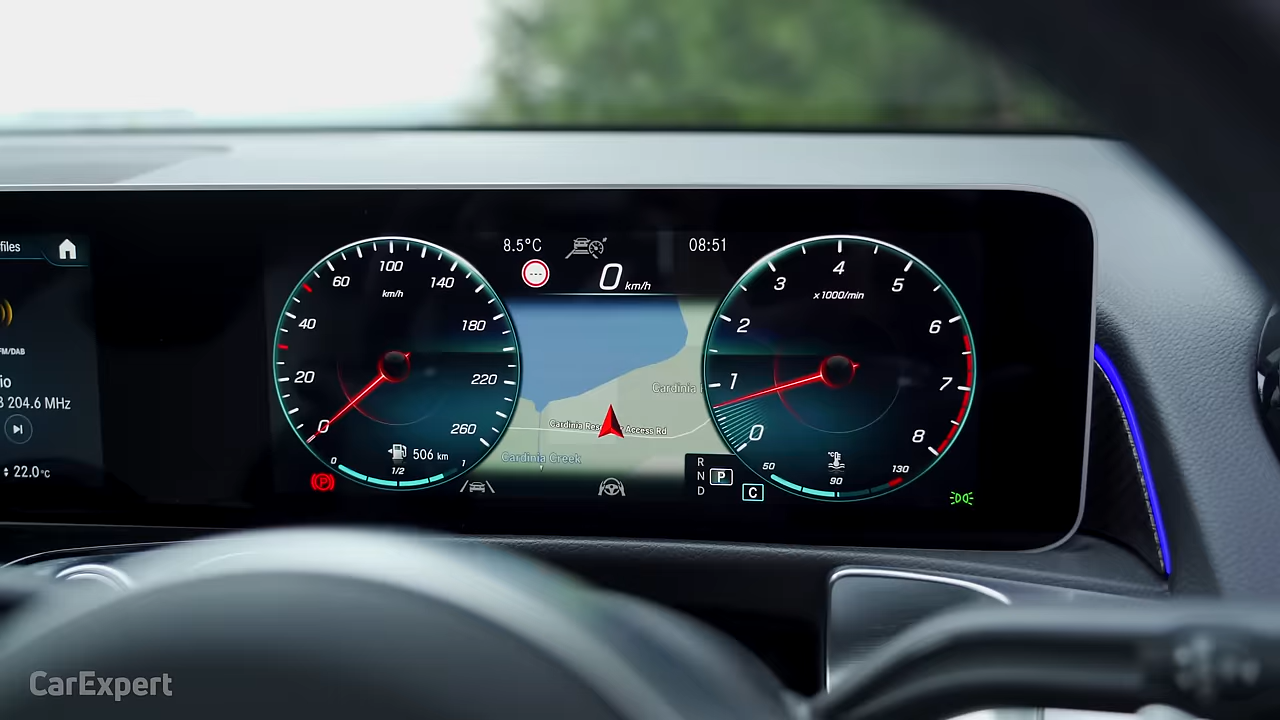 files
FM/DAB
204.6 MHz
22.0°C
100
60
140
km/h
40
180
20
220
0
260
506 km
0
1/2
1
(P)
8.5°C
08:51
---
0 km/h
Cardinia
Access Rd
Cardinia Creek
R
N
P
D
C
4
3
5
x1000/min
2
6
1
7
0
8
50
90
130
CarExpert